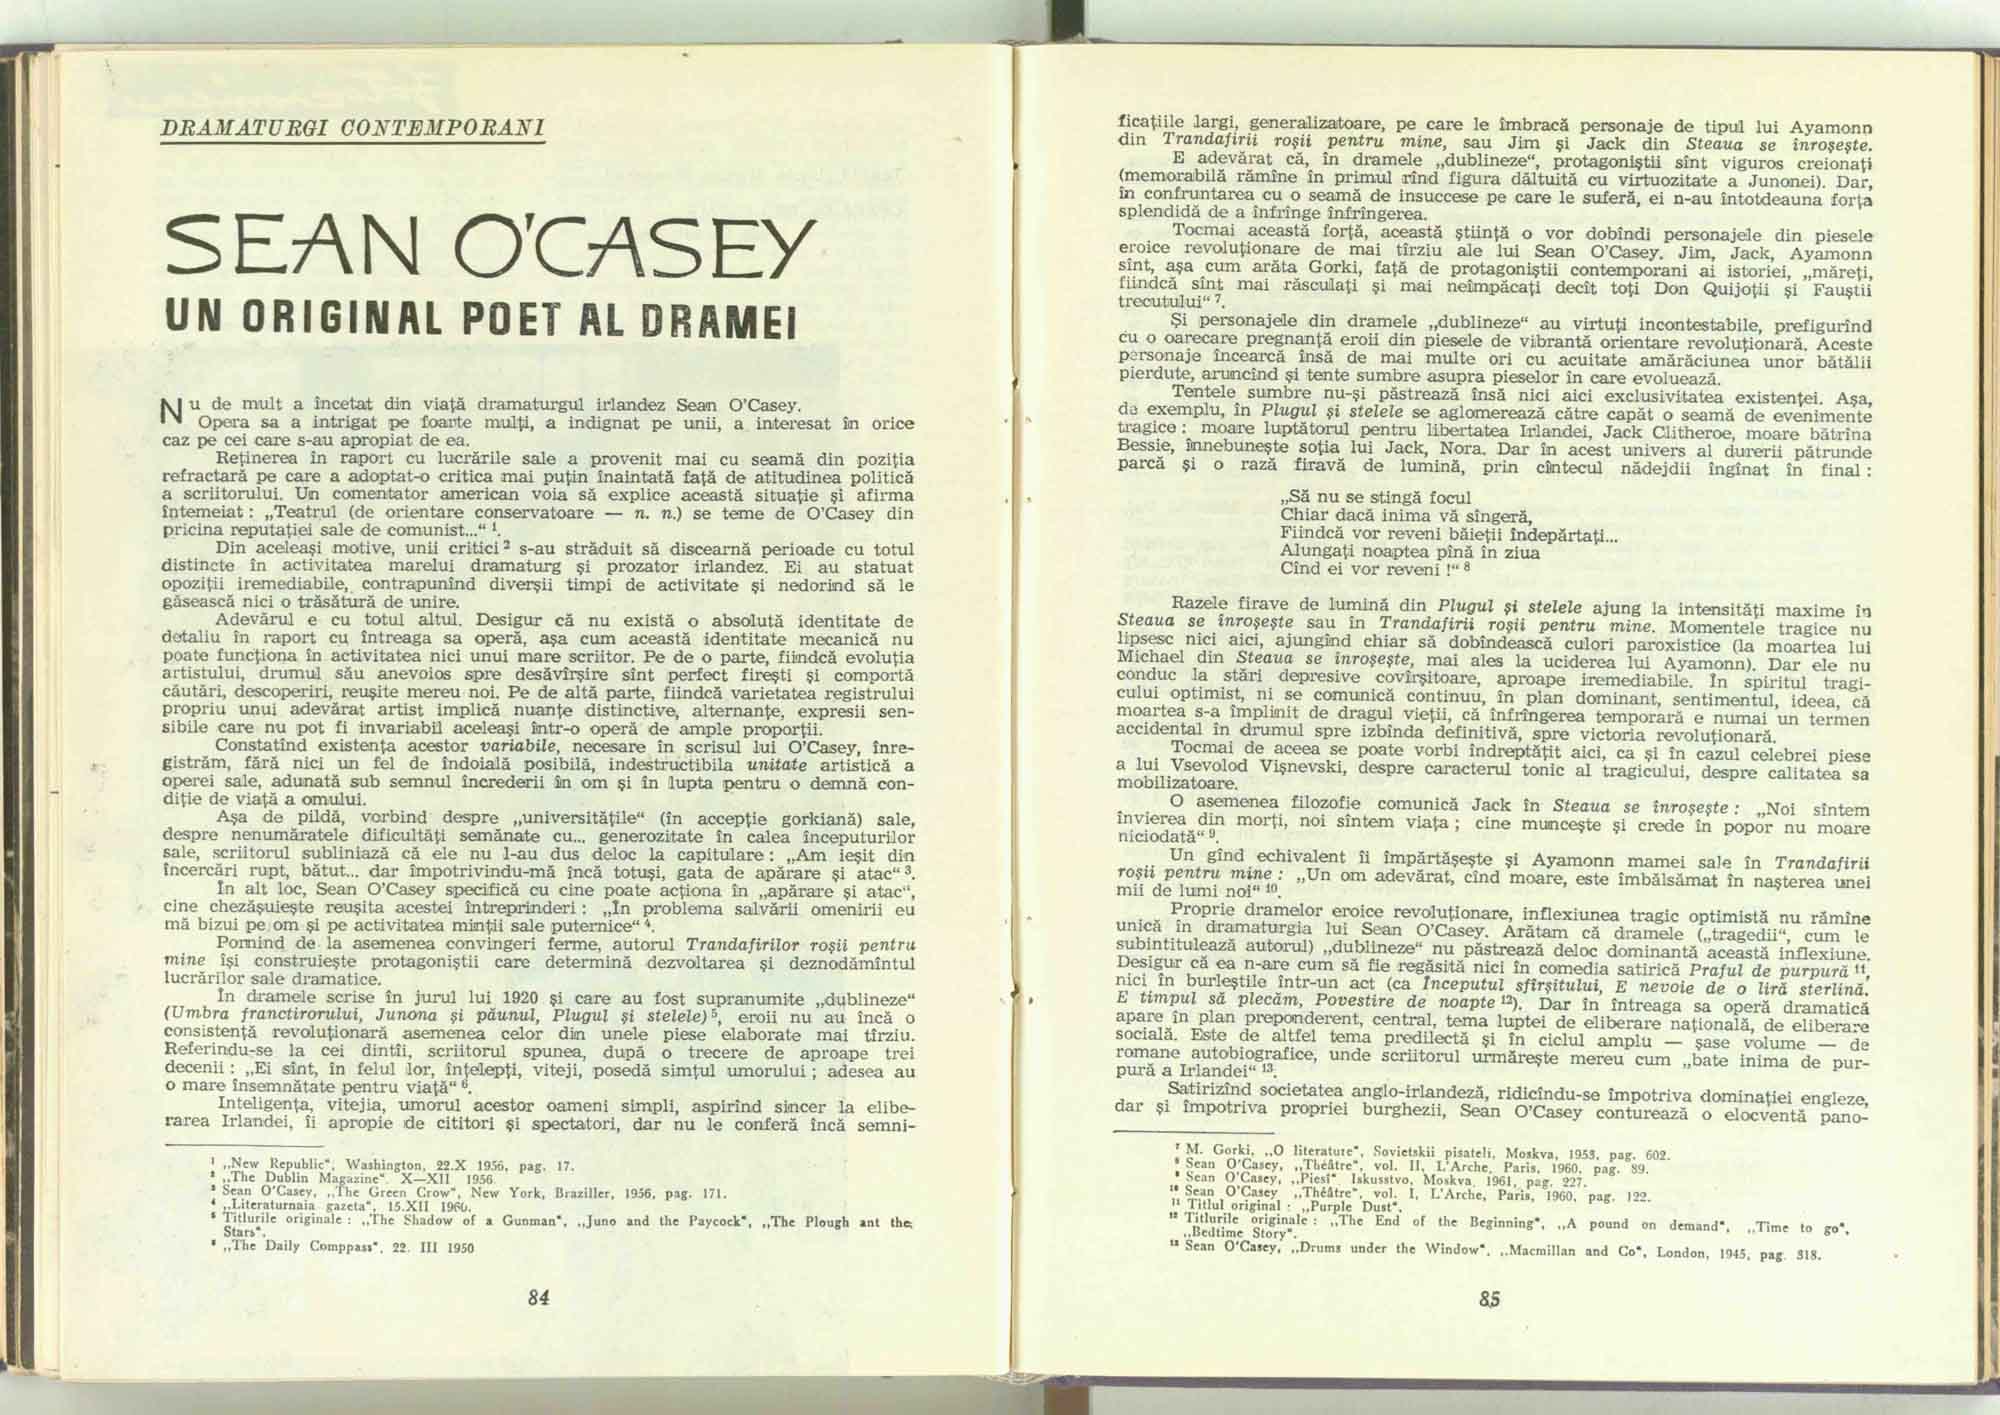 DRAMATURGI CONTEMPORANI
SEAN O'CASEY
UN ORIGINAL POET AL DRAMEI
Nu de mult a încetat din viață dramaturgul irlandez Sean O'Casey.
Opera sa a intrigat pe foarte mulți, a indignat pe unii, a interesat în orice
caz pe cei care s-au apropiat de ea.
Reținerea în raport cu lucrările sale a provenit mai cu seamă din poziția
refractară pe care a adoptat-o critica mai puțin înaintată față de atitudinea politică
a scriitorului. Un comentator american voia să explice această situație și afirma
întemeiat : „Teatrul (de orientare conservatoare — n. n.) se teme de O'Casey din
pricina reputației sale de comunist...“ ¹.
Din aceleași motive, unii critici ² s-au străduit să discearnă perioade cu totul
distincte în activitatea marelui dramaturg și prozator irlandez. Ei au statuat
opoziții iremediabile, contrapunînd diverșii timpi de activitate și nedorind să le
găsească nici o trăsătură de unire.
Adevărul e cu totul altul. Desigur că nu există o absolută identitate de
detaliu în raport cu întreaga sa operă, așa cum această identitate mecanică nu
poate funcționa în activitatea nici unui mare scriitor. Pe de o parte, fiindcă evoluția
artistului, drumul său anevoios spre desăvîrșire sînt perfect firești și comportă
căutări, descoperiri, reușite mereu noi. Pe de altă parte, fiindcă varietatea registrului
propriu unui adevărat artist implică nuanțe distinctive, alternanțe, expresii sen-
sibile care nu pot fi invariabil aceleași într-o operă de ample proporții.
Constatînd existența acestor variabile, necesare în scrisul lui O'Casey, înre-
gistrăm, fără nici un fel de îndoială posibilă, indestructibila unitate artistică a
operei sale, adunată sub semnul încrederii în om și în lupta pentru o demnă con-
diție de viață a omului.
Așa de pildă, vorbind despre „universitățile“ (în accepție gorkiană) sale,
despre nenumăratele dificultăți semănate cu... generozitate în calea începuturilor
sale, scriitorul subliniază că ele nu l-au dus deloc la capitulare : „Am ieșit din
încercări rupt, bătut... dar împotrivindu-mă încă totuși, gata de apărare și atac“ ³.
În alt loc, Sean O'Casey specifică cu cine poate acționa în „apărare și atac“,
cine chezășuiește reușita acestei întreprinderi : „În problema salvării omenirii eu
mă bizui pe om și pe activitatea minții sale puternice“ ⁴.
Pornind de la asemenea convingeri ferme, autorul Trandafirilor roșii pentru
mine își construiește protagoniștii care determină dezvoltarea și deznodămîntul
lucrărilor sale dramatice.
În dramele scrise în jurul lui 1920 și care au fost supranumite „dublineze“
(Umbra franctirorului, Junona și păunul, Plugul și stelele) ⁵, eroii nu au încă o
consistență revoluționară asemenea celor din unele piese elaborate mai tîrziu.
Referindu-se la cei dintîi, scriitorul spunea, după o trecere de aproape trei
decenii : „Ei sînt, în felul lor, înțelepți, viteji, posedă simțul umorului ; adesea au
o mare însemnătate pentru viață“ ⁶.
Inteligența, vitejia, umorul acestor oameni simpli, aspirînd sincer la elibe-
rarea Irlandei, îi apropie de cititori și spectatori, dar nu le conferă încă semni-
¹ „New Republic“, Washington, 22.X 1956, pag. 17.
² „The Dublin Magazine“. X—XII 1956
³ Sean O'Casey, „The Green Crow“, New York, Braziller, 1956, pag. 171.
⁴ „Literaturnaia gazeta“, 15.XII 1960.
⁵ Titlurile originale : „The Shadow of a Gunman“, „Juno and the Paycock“, „The Plough ant the
Stars“.
⁶ „The Daily Comppass“, 22. III 1950
84
ficațiile largi, generalizatoare, pe care le îmbracă personaje de tipul lui Ayamonn
din Trandafirii roșii pentru mine, sau Jim și Jack din Steaua se înroșește.
E adevărat că, în dramele „dublineze“, protagoniștii sînt viguros creionați
(memorabilă rămîne în primul rînd figura dăltuită cu virtuozitate a Junonei). Dar,
în confruntarea cu o seamă de insuccese pe care le suferă, ei n-au întotdeauna forța
splendidă de a înfrînge înfrîngerea.
Tocmai această forță, această știință o vor dobîndi personajele din piesele
eroice revoluționare de mai tîrziu ale lui Sean O'Casey. Jim, Jack, Ayamonn
sînt, așa cum arăta Gorki, față de protagoniștii contemporani ai istoriei, „măreți,
fiindcă sînt mai răsculați și mai neîmpăcați decît toți Don Quijoții și Fauștii
trecutului“ ⁷.
Și personajele din dramele „dublineze“ au virtuți incontestabile, prefigurînd
cu o oarecare pregnanță eroii din piesele de vibrantă orientare revoluționară. Aceste
personaje încearcă însă de mai multe ori cu acuitate amărăciunea unor bătălii
pierdute, aruncînd și tente sumbre asupra pieselor în care evoluează.
Tentele sumbre nu-și păstrează însă nici aici exclusivitatea existenței. Așa,
de exemplu, în Plugul și stelele se aglomerează către capăt o seamă de evenimente
tragice : moare luptătorul pentru libertatea Irlandei, Jack Clitheroe, moare bătrîna
Bessie, înnebunește soția lui Jack, Nora. Dar în acest univers al durerii pătrunde
parcă și o rază firavă de lumină, prin cîntecul nădejdii îngînat în final :
„Să nu se stingă focul
Chiar dacă inima vă sîngeră,
Fiindcă vor reveni băieții îndepărtați...
Alungați noaptea pînă în ziua
Cînd ei vor reveni !“ ⁸
Razele firave de lumină din Plugul și stelele ajung la intensități maxime în
Steaua se înroșește sau în Trandafirii roșii pentru mine. Momentele tragice nu
lipsesc nici aici, ajungînd chiar să dobîndească culori paroxistice (la moartea lui
Michael din Steaua se înroșește, mai ales la uciderea lui Ayamonn). Dar ele nu
conduc la stări depresive covîrșitoare, aproape iremediabile. În spiritul tragi-
cului optimist, ni se comunică continuu, în plan dominant, sentimentul, ideea, că
moartea s-a împlinit de dragul vieții, că înfrîngerea temporară e numai un termen
accidental în drumul spre izbînda definitivă, spre victoria revoluționară.
Tocmai de aceea se poate vorbi îndreptățit aici, ca și în cazul celebrei piese
a lui Vsevolod Vișnevski, despre caracterul tonic al tragicului, despre calitatea sa
mobilizatoare.
O asemenea filozofie comunică Jack în Steaua se înroșește : „Noi sîntem
învierea din morți, noi sîntem viața ; cine muncește și crede în popor nu moare
niciodată“ ⁹.
Un gînd echivalent îi împărtășește și Ayamonn mamei sale în Trandafirii
roșii pentru mine : „Un om adevărat, cînd moare, este îmbălsămat în nașterea unei
mii de lumi noi“ ¹⁰.
Proprie dramelor eroice revoluționare, inflexiunea tragic optimistă nu rămîne
unică în dramaturgia lui Sean O'Casey. Arătam că dramele („tragedii“, cum le
subintitulează autorul) „dublineze“ nu păstrează deloc dominantă această inflexiune.
Desigur că ea n-are cum să fie regăsită nici în comedia satirică Praful de purpură ¹¹,
nici în burleștile într-un act (ca Începutul sfîrșitului, E nevoie de o liră sterlină,
E timpul să plecăm, Povestire de noapte ¹²). Dar în întreaga sa operă dramatică
apare în plan preponderent, central, tema luptei de eliberare națională, de eliberare
socială. Este de altfel tema predilectă și în ciclul amplu — șase volume — de
romane autobiografice, unde scriitorul urmărește mereu cum „bate inima de pur-
pură a Irlandei“ ¹³.
Satirizînd societatea anglo-irlandeză, ridicîndu-se împotriva dominației engleze,
dar și împotriva propriei burghezii, Sean O'Casey conturează o elocventă pano-
⁷ M. Gorki, „O literature“, Sovietskii pisateli, Moskva, 1953, pag. 602.
⁸ Sean O'Casey, „Théâtre“, vol. II, L'Arche, Paris, 1960, pag. 89.
⁹ Sean O'Casey, „Piesî“ Iskusstvo, Moskva, 1961, pag. 227.
¹⁰ Sean O'Casey „Théâtre“, vol. I, L'Arche, Paris, 1960, pag. 122.
¹¹ Titlul original : „Purple Dust“.
¹² Titlurile originale : „The End of the Beginning“, „A pound on demand“, „Time to go“,
„Bedtime Story“.
¹³ Sean O'Casey, „Drums under the Window“, „Macmillan and Co“, London, 1945, pag. 318.
85